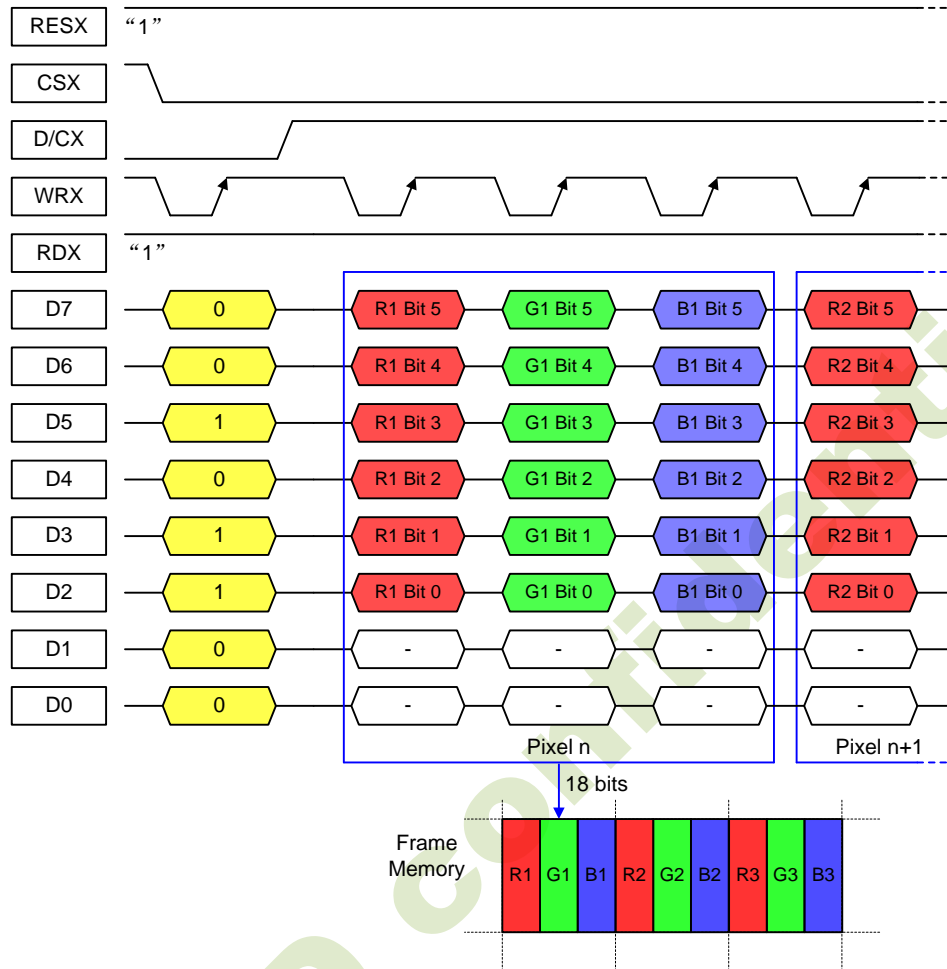 RESX “1”
CSX
D/CX
WRX
RDX “1”
D7 0 R1 Bit 5 G1 Bit 5 B1 Bit 5 R2 Bit 5
D6 0 R1 Bit 4 G1 Bit 4 B1 Bit 4 R2 Bit 4
D5 1 R1 Bit 3 G1 Bit 3 B1 Bit 3 R2 Bit 3
D4 0 R1 Bit 2 G1 Bit 2 B1 Bit 2 R2 Bit 2
D3 1 R1 Bit 1 G1 Bit 1 B1 Bit 1 R2 Bit 1
D2 1 R1 Bit 0 G1 Bit 0 B1 Bit 0 R2 Bit 0
D1 0 - - - -
D0 0 - - - -
Pixel n Pixel n+1
18 bits
Frame
Memory
R1 G1 B1 R2 G2 B2 R3 G3 B3